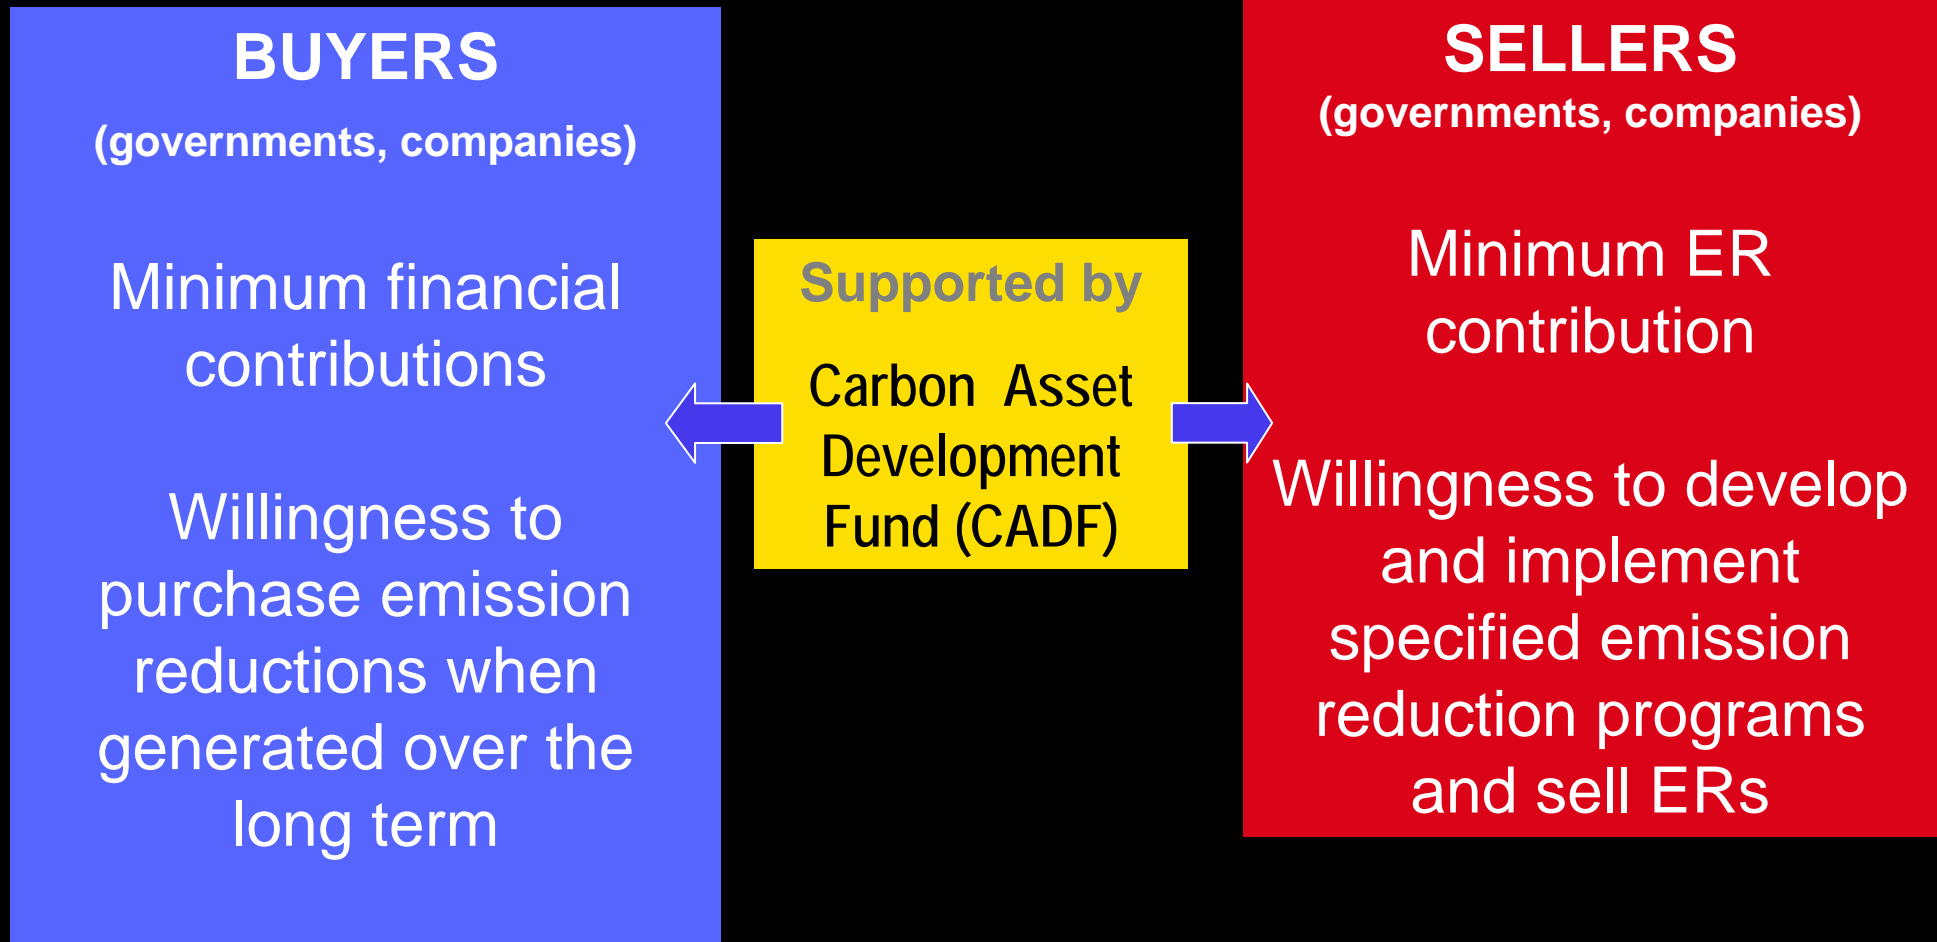 BUYERS
(governments, companies)
Minimum financial
contributions
Willingness to
purchase emission
reductions when
generated over the
long term
Supported by
Carbon Asset
Development
Fund (CADF)
SELLERS
(governments, companies)
Minimum ER
contribution
Willingness to develop
and implement
specified emission
reduction programs
and sell ERs